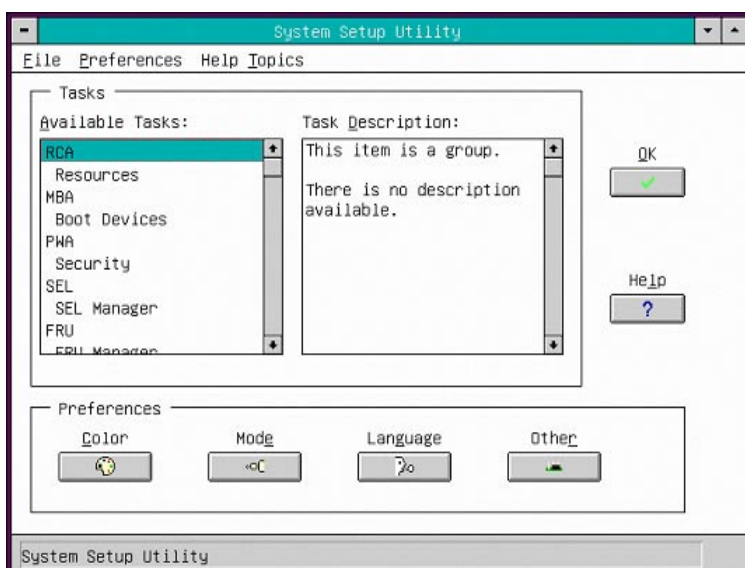 System Setup Utility
File Preferences Help Topics
Tasks
Available Tasks:
RCA
Resources
MBA
Boot Devices
PWA
Security
SEL
SEL Manager
FRU
FRU Manager
Task Description:
This item is a group.
There is no description
available.
OK
Help
?
Preferences
Color
Mode
Language
Other
System Setup Utility